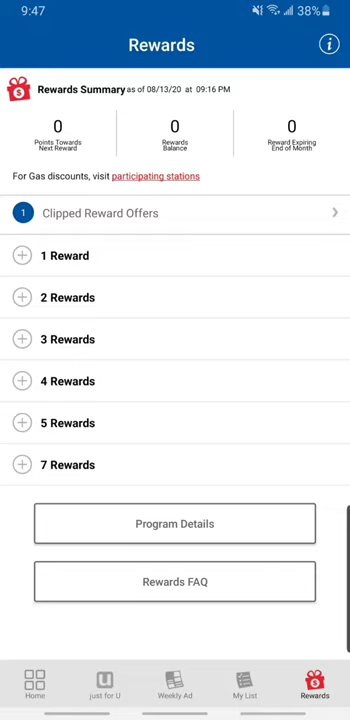 9:47
38%
Rewards
Rewards Summary as of 08/13/20 at 09:16 PM
0
Points Towards
Next Reward
0
Rewards
Balance
0
Reward Expiring
End of Month
For Gas discounts, visit participating stations
1 Clipped Reward Offers
1 Reward
2 Rewards
3 Rewards
4 Rewards
5 Rewards
7 Rewards
Program Details
Rewards FAQ
Home
just for U
Weekly Ad
My List
Rewards